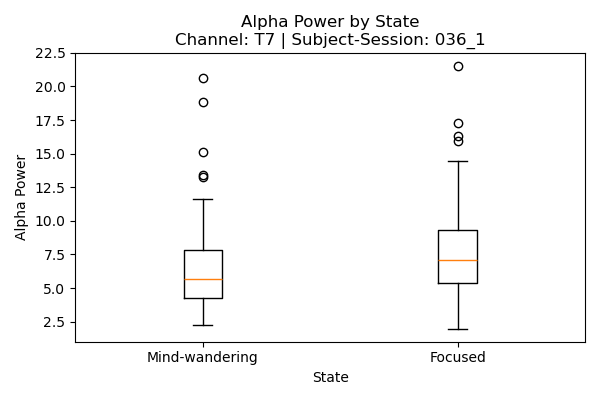 Alpha Power by State
Channel: T7 | Subject-Session: 036_1
22.5
20.0
17.5
15.0
12.5
10.0
7.5
5.0
2.5
Alpha Power
Mind-wandering
Focused
State